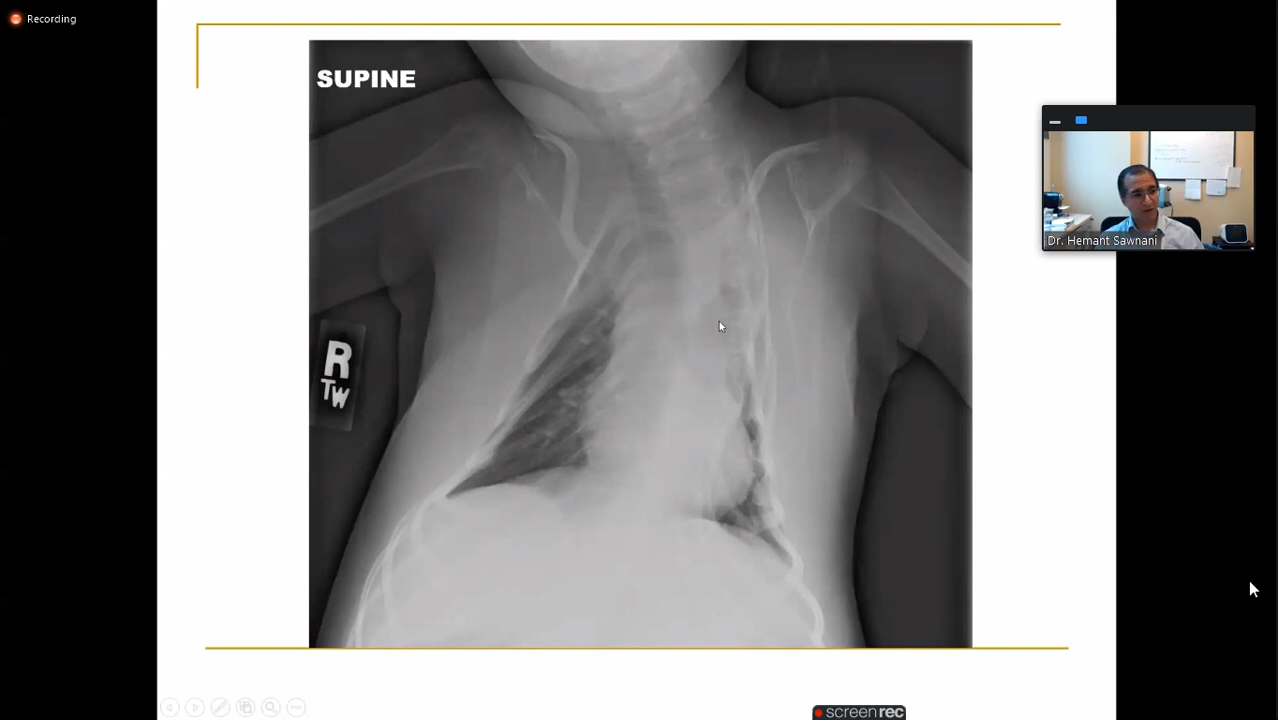 Recording
SUPINE
R
TW
Dr. Hemant Sawnani
screenrec